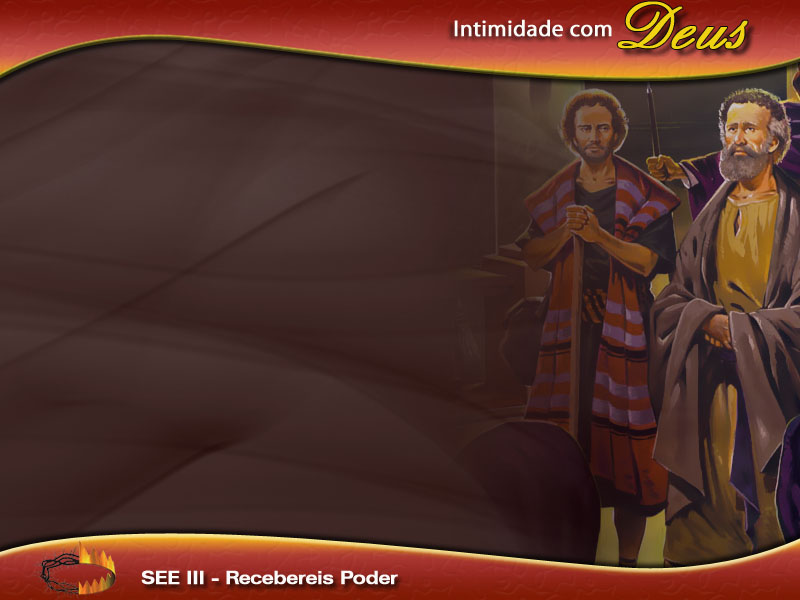 Intimidade com Deus
SEE III - Recebereis Poder